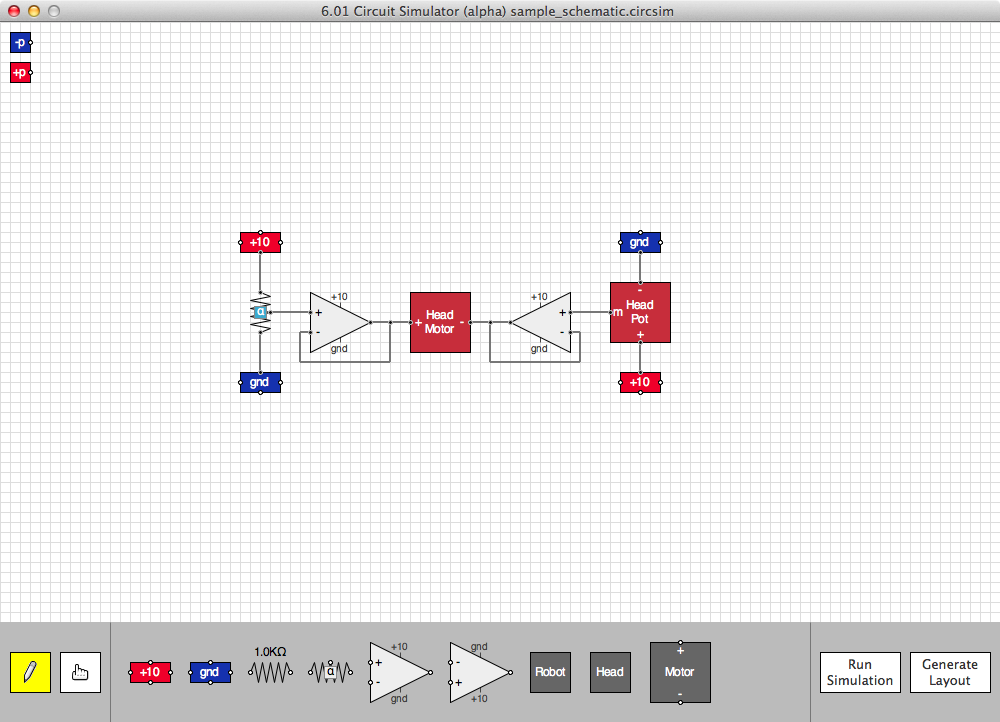 6.01 Circuit Simulator (alpha) sample_schematic.circsim
-p
+p
+10
gnd
α
+10
+
-
gnd
+ Head Motor -
+10
+
-
gnd
-
m Head Pot
+
gnd
+10
+10
gnd
1.0KΩ
α
+10
+
-
gnd
gnd
-
+
+10
Robot
Head
+
Motor
-
Run
Simulation
Generate
Layout